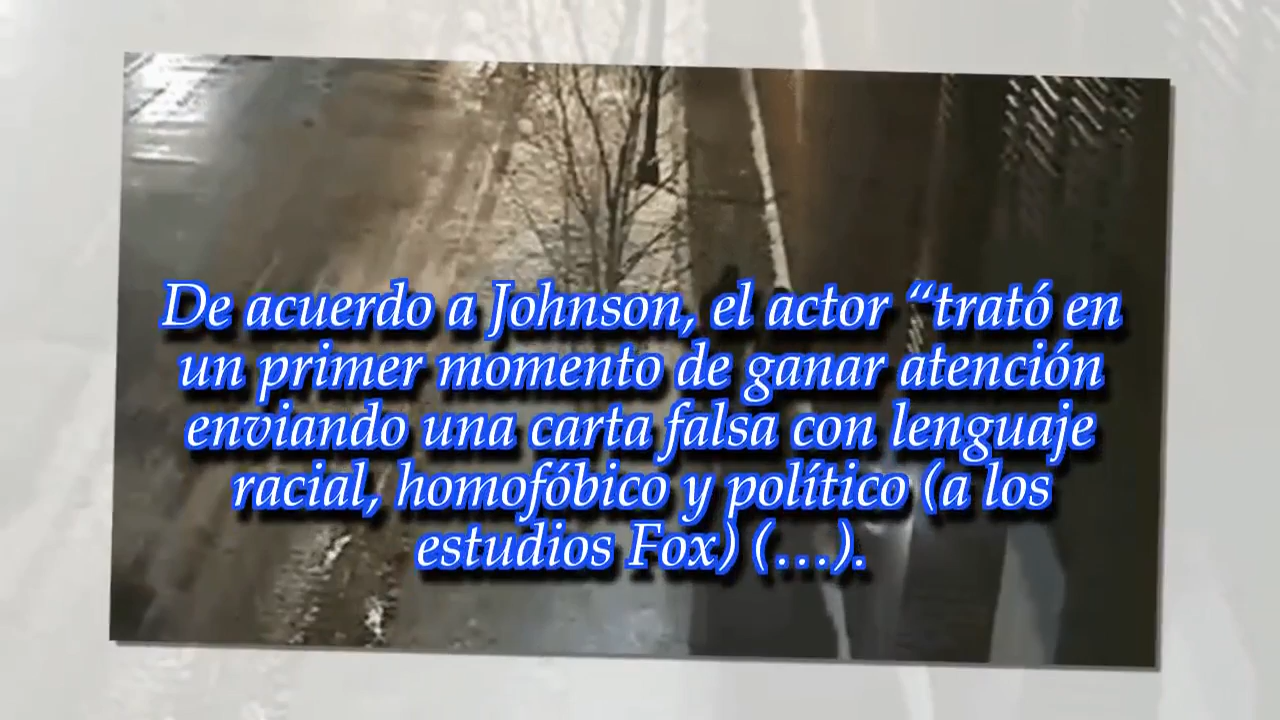 De acuerdo a Johnson, el actor “trató en
un primer momento de ganar atención
enviando una carta falsa con lenguaje
racial, homofóbico y político (a los
estudios Fox) (…).